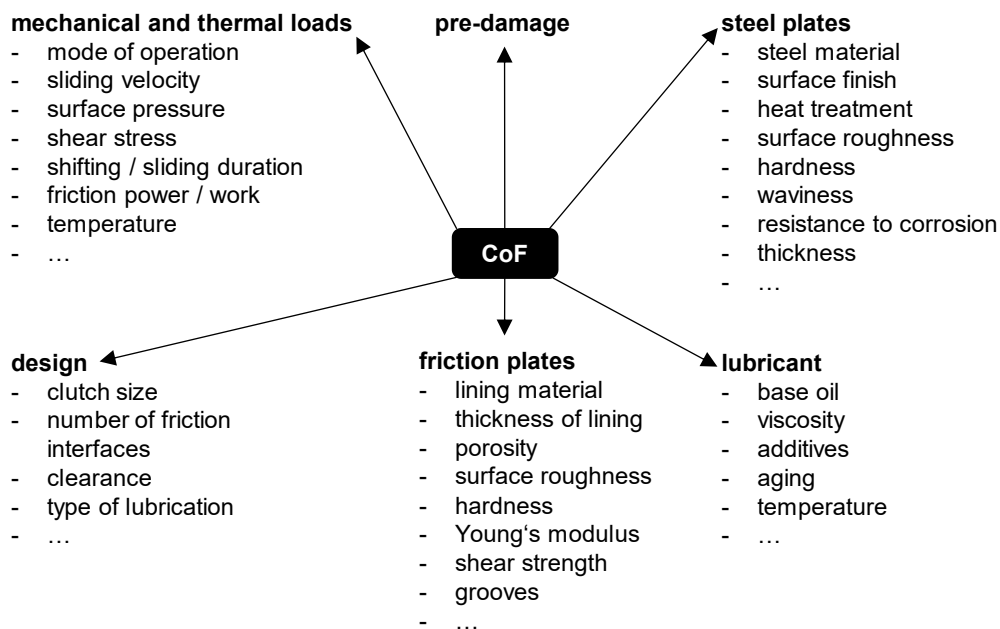 mechanical and thermal loads
- mode of operation
- sliding velocity
- surface pressure
- shear stress
- shifting / sliding duration
- friction power / work
- temperature
- …
pre-damage
steel plates
- steel material
- surface finish
- heat treatment
- surface roughness
- hardness
- waviness
- resistance to corrosion
- thickness
- …
CoF
design
- clutch size
- number of friction
interfaces
- clearance
- type of lubrication
- …
friction plates
- lining material
- thickness of lining
- porosity
- surface roughness
- hardness
- Young‘s modulus
- shear strength
- grooves
- …
lubricant
- base oil
- viscosity
- additives
- aging
- temperature
- …